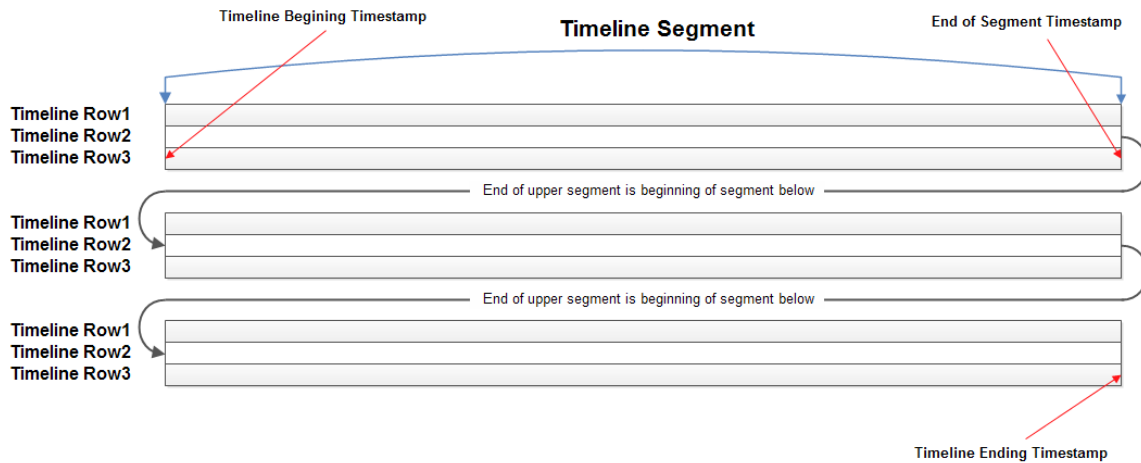 Timeline Begining Timestamp
End of Segment Timestamp
Timeline Segment
Timeline Row1
Timeline Row2
Timeline Row3
End of upper segment is beginning of segment below
Timeline Row1
Timeline Row2
Timeline Row3
End of upper segment is beginning of segment below
Timeline Row1
Timeline Row2
Timeline Row3
Timeline Ending Timestamp